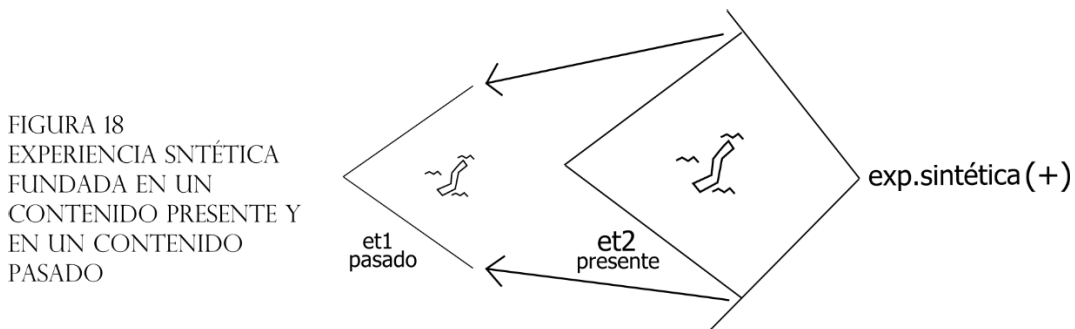 FIGURA 18
EXPERIENCIA SNTÉTICA
FUNDADA EN UN
CONTENIDO PRESENTE Y
EN UN CONTENIDO
PASADO
et1
pasado
et2
presente
exp.sintética (+)